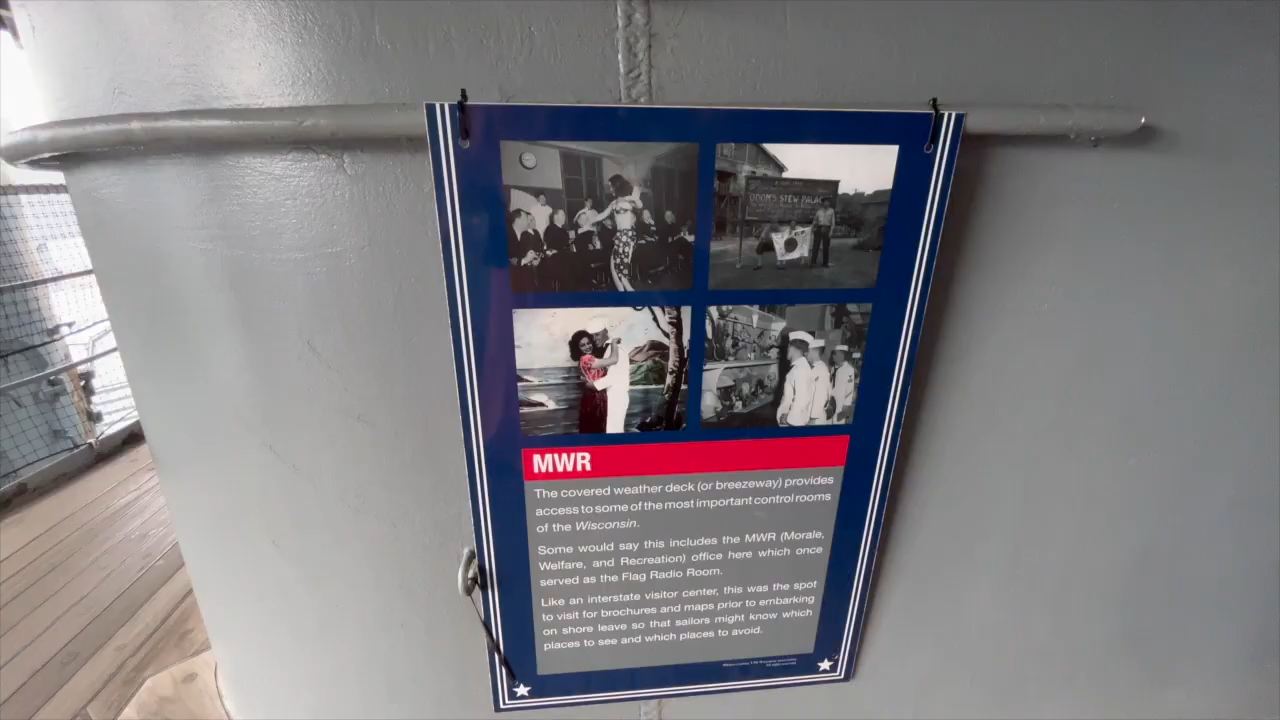 ODOM'S STEW PALAC
MWR
The covered weather deck (or breezeway) provides
access to some of the most important control rooms
of the Wisconsin.
Some would say this includes the MWR (Morale,
Welfare, and Recreation) office here which once
served as the Flag Radio Room.
Like an interstate visitor center, this was the spot
to visit for brochures and maps prior to embarking
on shore leave so that sailors might know which
places to see and which places to avoid.